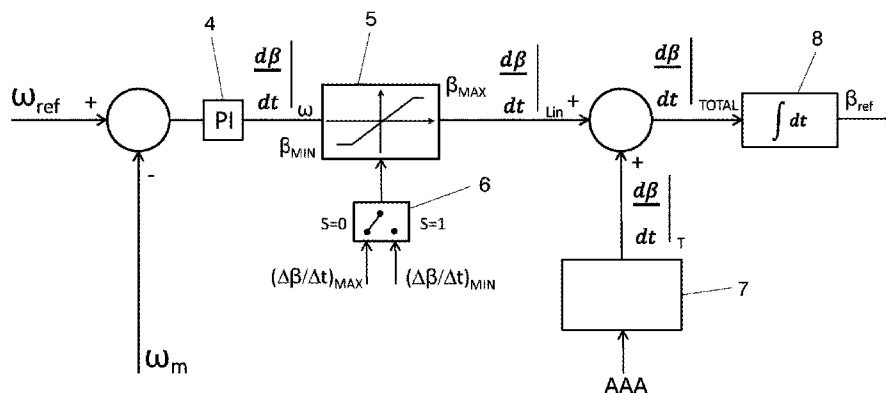 4
5
8
dβ/dt | ω
dβ/dt | Lin
dβ/dt | TOTAL
ω_ref
+
PI
β_MAX
β_MIN
+
∫ dt
β_ref
-
+
6
S=0
S=1
dβ/dt | T
(Δβ/Δt)_MAX
(Δβ/Δt)_MIN
7
ω_m
AAA